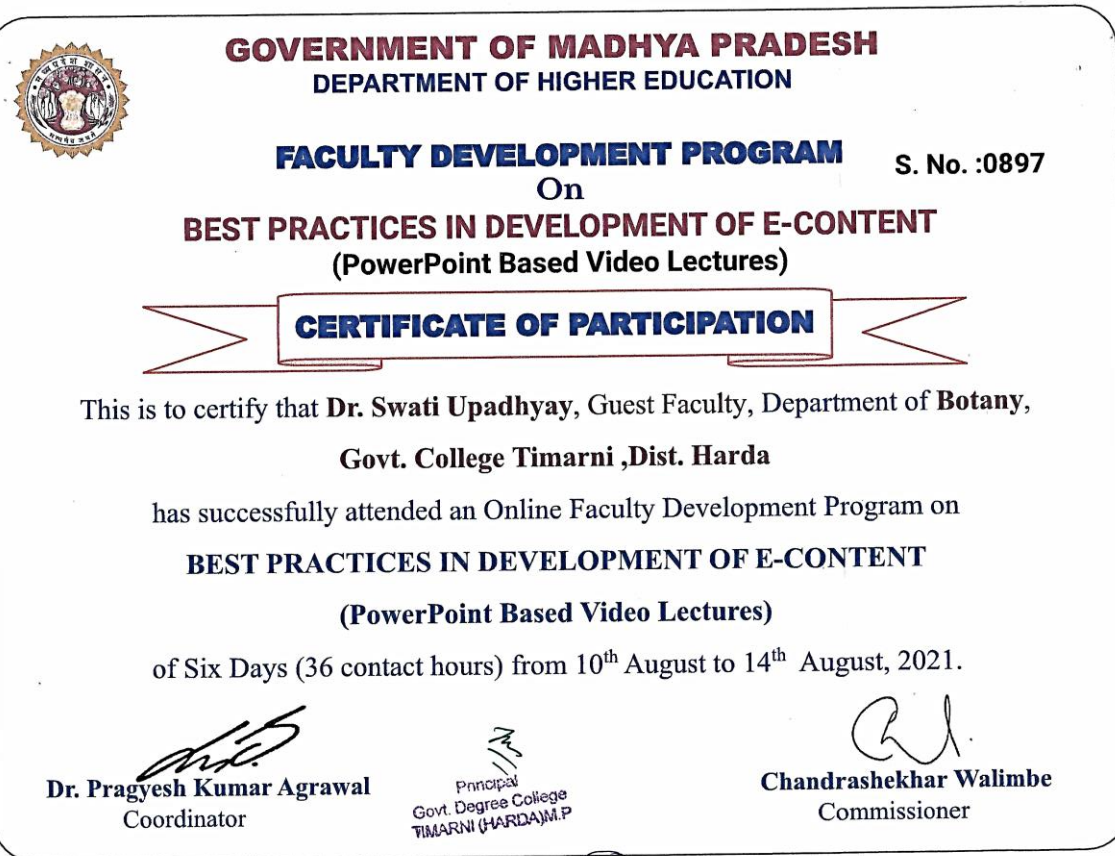 GOVERNMENT OF MADHYA PRADESH
DEPARTMENT OF HIGHER EDUCATION
FACULTY DEVELOPMENT PROGRAM
S. No. :0897
On
BEST PRACTICES IN DEVELOPMENT OF E-CONTENT
(PowerPoint Based Video Lectures)
CERTIFICATE OF PARTICIPATION
This is to certify that Dr. Swati Upadhyay, Guest Faculty, Department of Botany,
Govt. College Timarni ,Dist. Harda
has successfully attended an Online Faculty Development Program on
BEST PRACTICES IN DEVELOPMENT OF E-CONTENT
(PowerPoint Based Video Lectures)
of Six Days (36 contact hours) from 10th August to 14th August, 2021.
Dr. Pragyesh Kumar Agrawal
Coordinator
Principal
Govt. Degree College
TIMARNI (HARDA)M.P
Chandrashekhar Walimbe
Commissioner